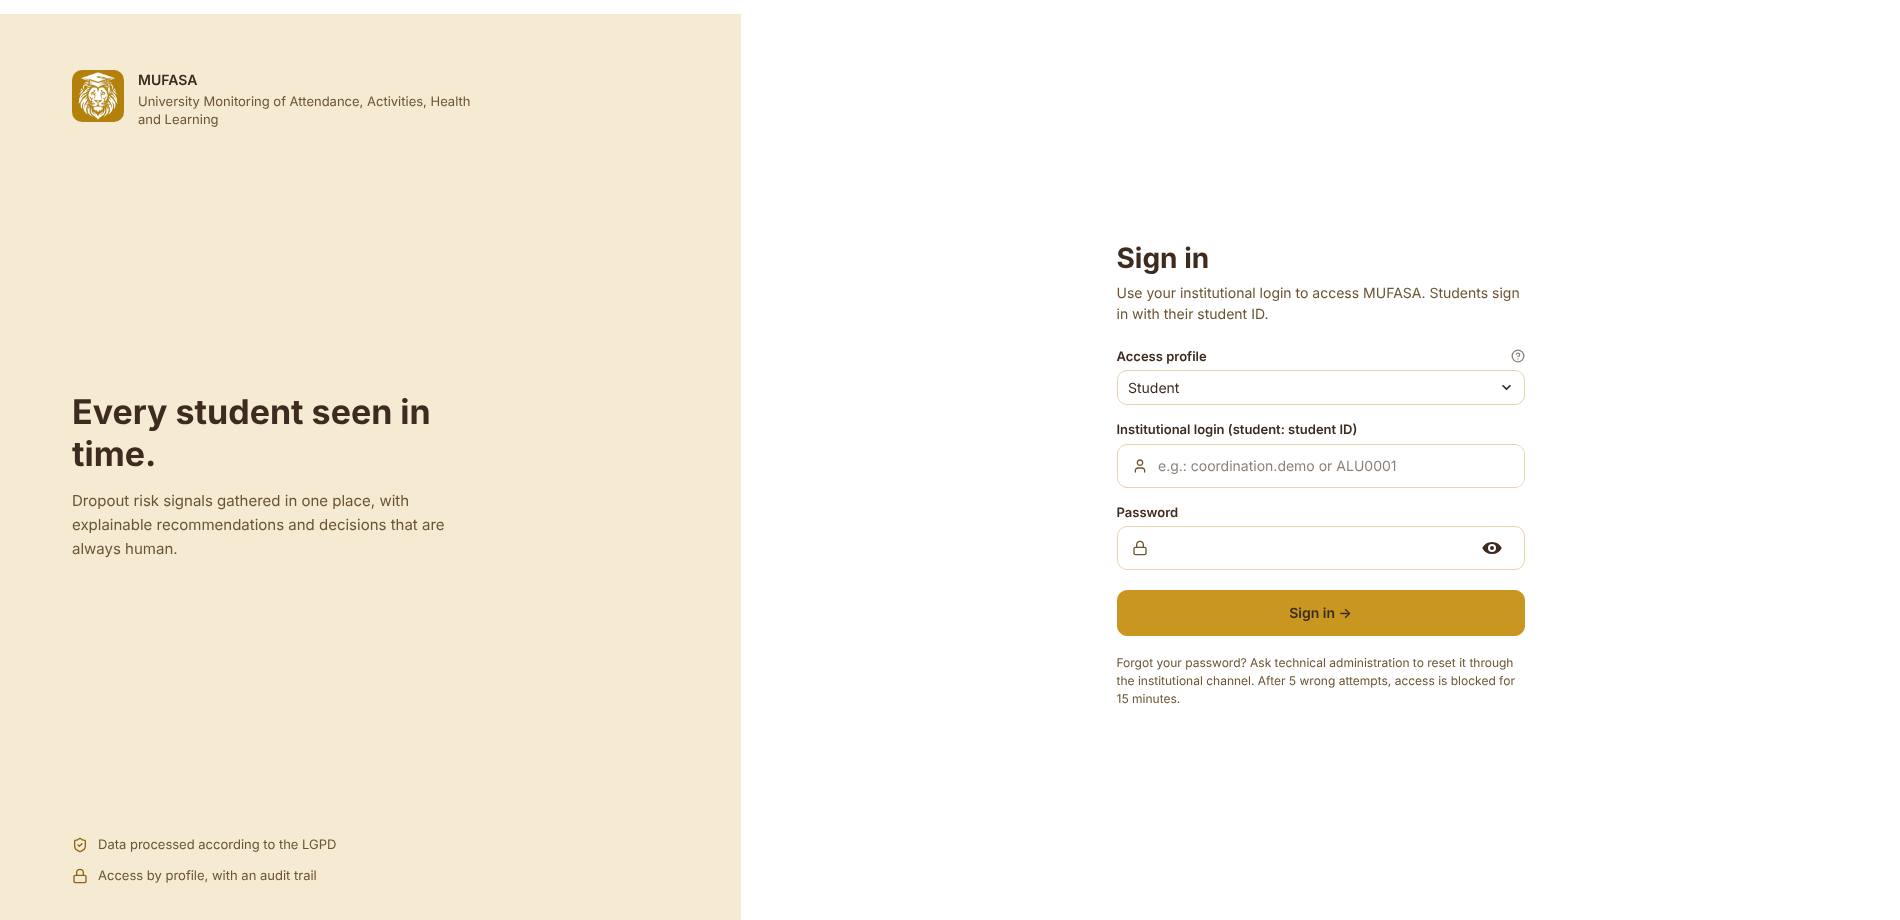 MUFASA
University Monitoring of Attendance, Activities, Health
and Learning
Every student seen in
time.
Dropout risk signals gathered in one place, with
explainable recommendations and decisions that are
always human.
Data processed according to the LGPD
Access by profile, with an audit trail
Sign in
Use your institutional login to access MUFASA. Students sign
in with their student ID.
Access profile
Student
Institutional login (student: student ID)
e.g.: coordination.demo or ALU0001
Password
Sign in →
Forgot your password? Ask technical administration to reset it through
the institutional channel. After 5 wrong attempts, access is blocked for
15 minutes.